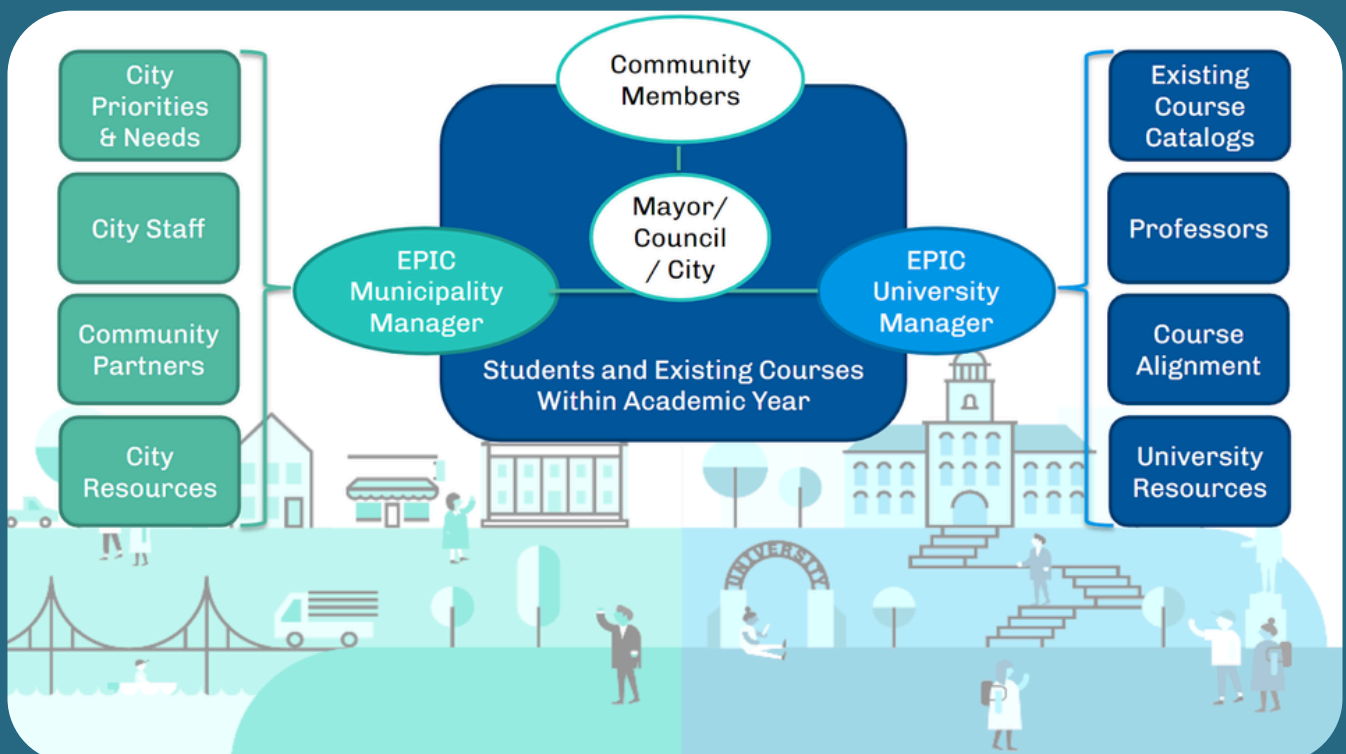 City
Priorities
& Needs
City Staff
Community
Partners
City
Resources
EPIC
Municipality
Manager
Community
Members
Mayor/
Council
/ City
EPIC
University
Manager
Students and Existing Courses
Within Academic Year
Existing
Course
Catalogs
Professors
Course
Alignment
University
Resources
UNIVERSITY